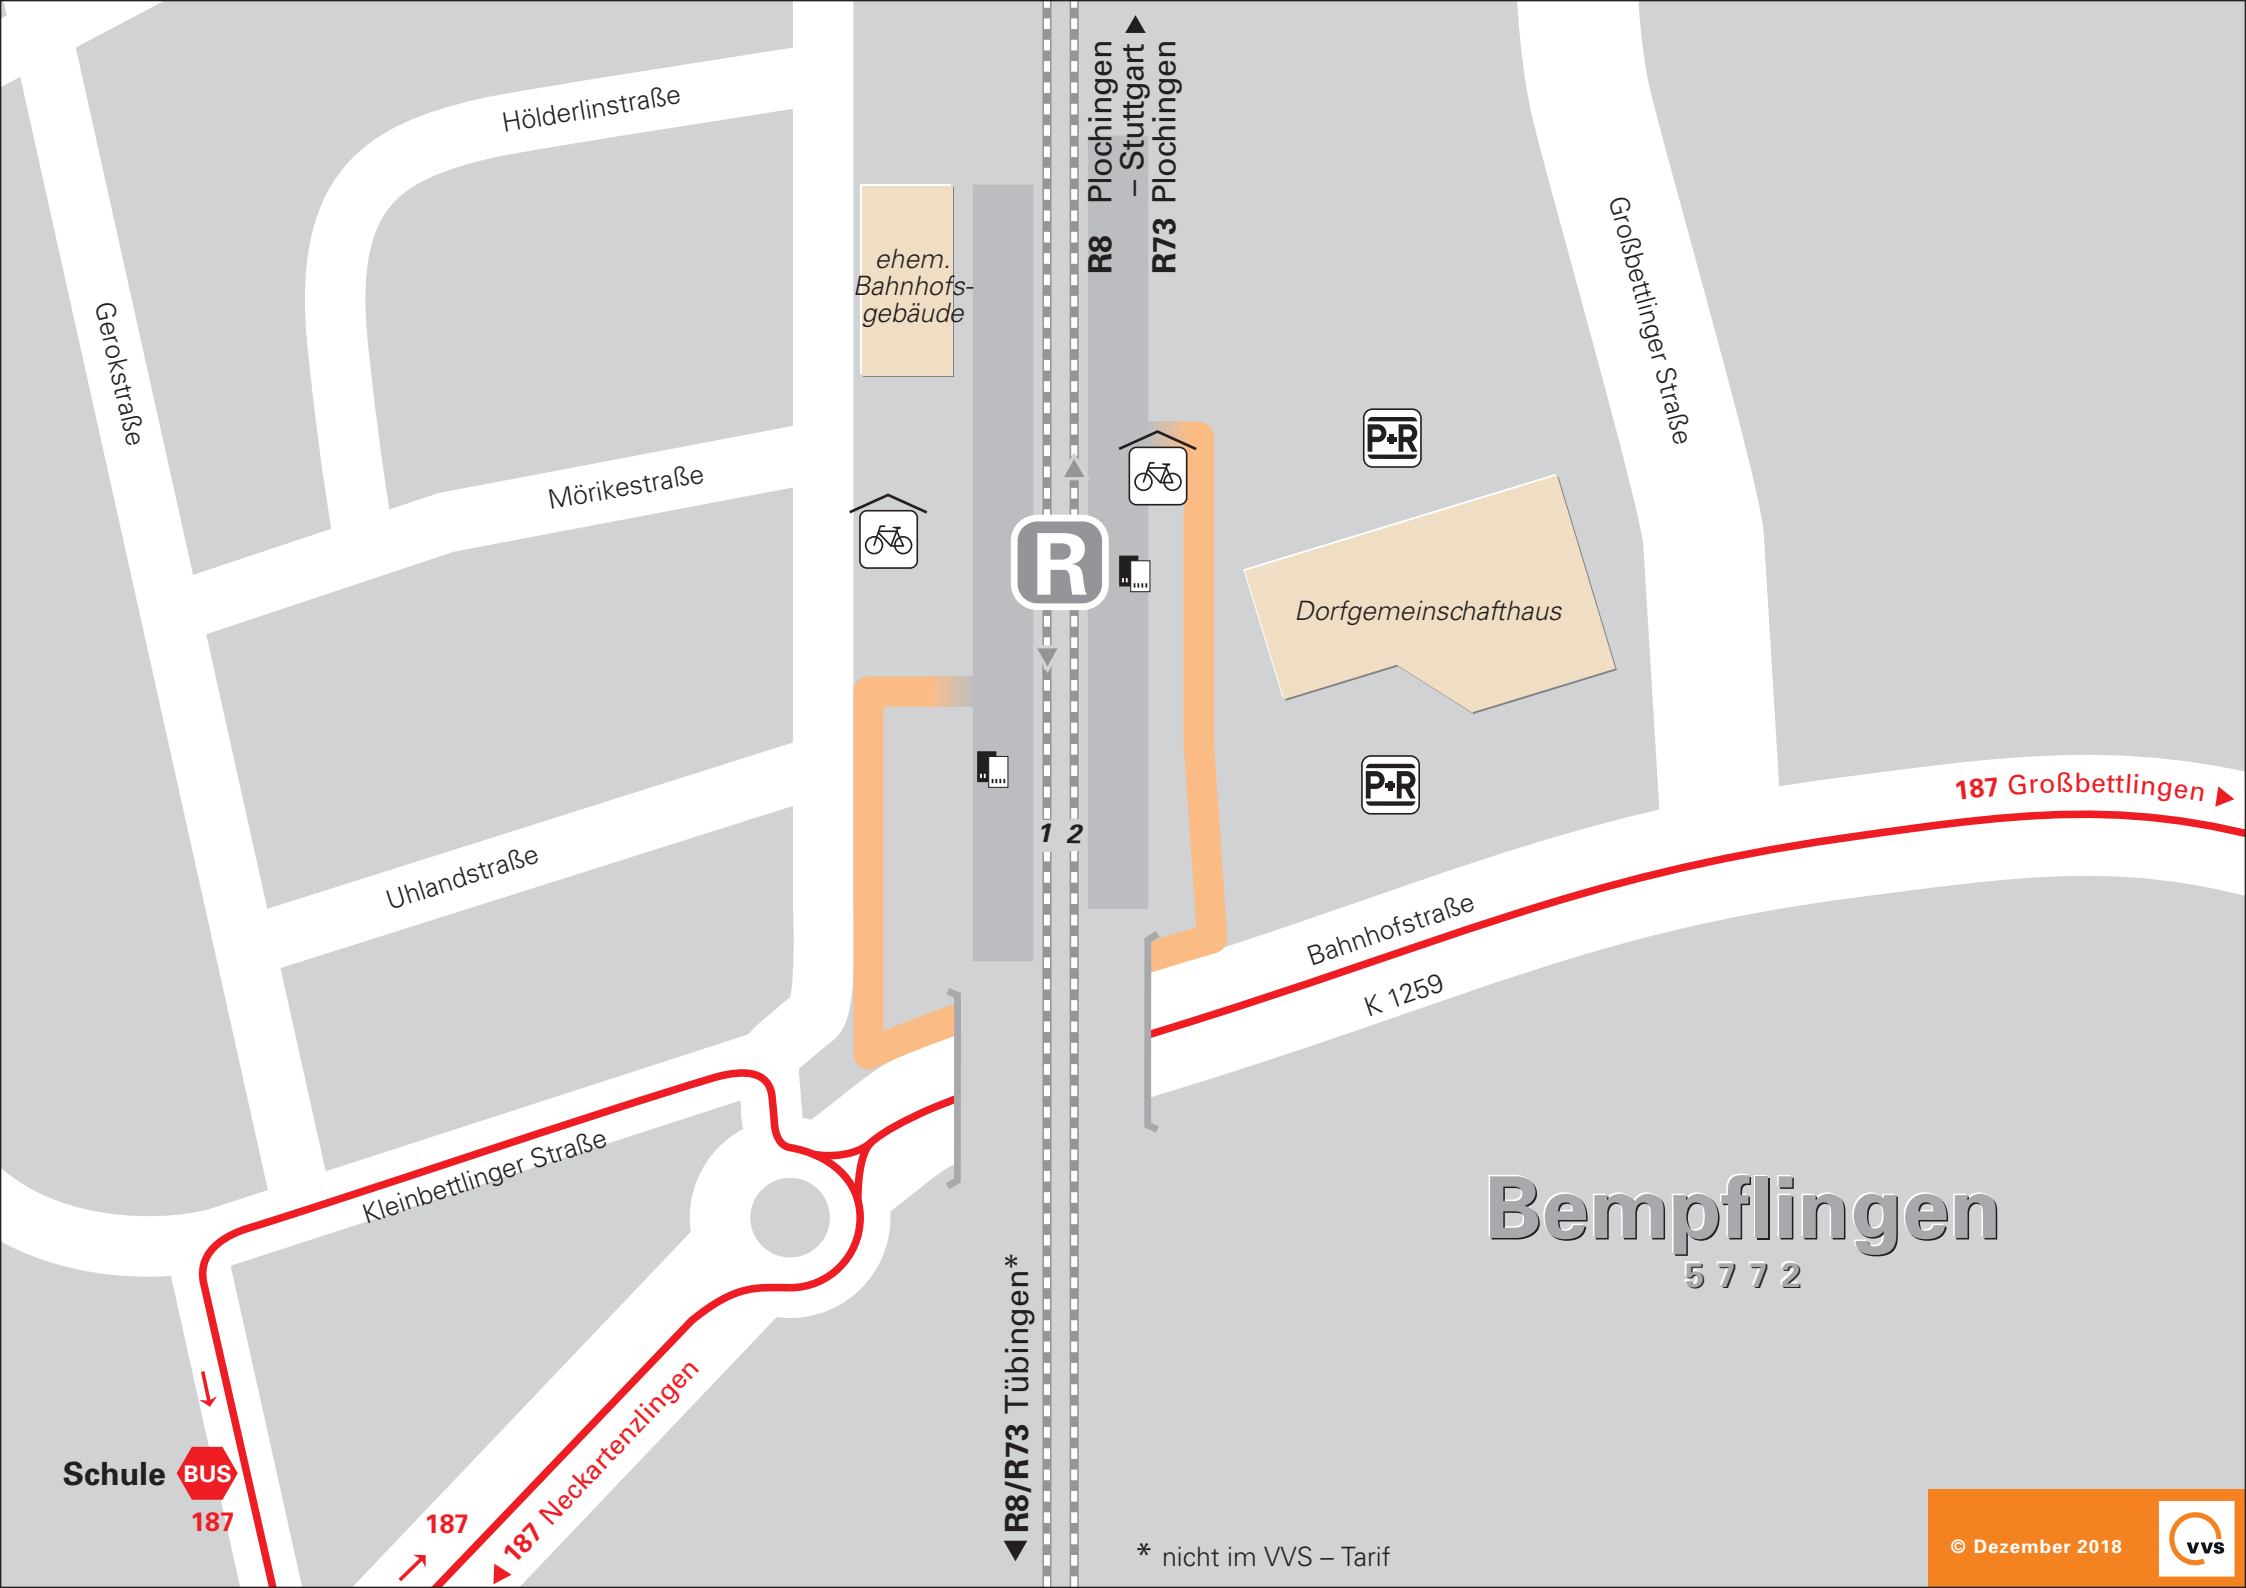 R8 Plochingen
– Stuttgart
R73 Plochingen
Hölderlinstraße
Gerokstraße
ehem.
Bahnhofs-
gebäude
Großbettlinger Straße
Mörikestraße
P+R
R
Dorfgemeinschafthaus
P+R
187 Großbettlingen
1 2
Uhlandstraße
Bahnhofstraße
K 1259
Kleinbettlinger Straße
Bempflingen
5772
R8/R73 Tübingen*
187 Neckartenzlingen
Schule BUS
187
187
* nicht im VVS – Tarif
© Dezember 2018
VVS